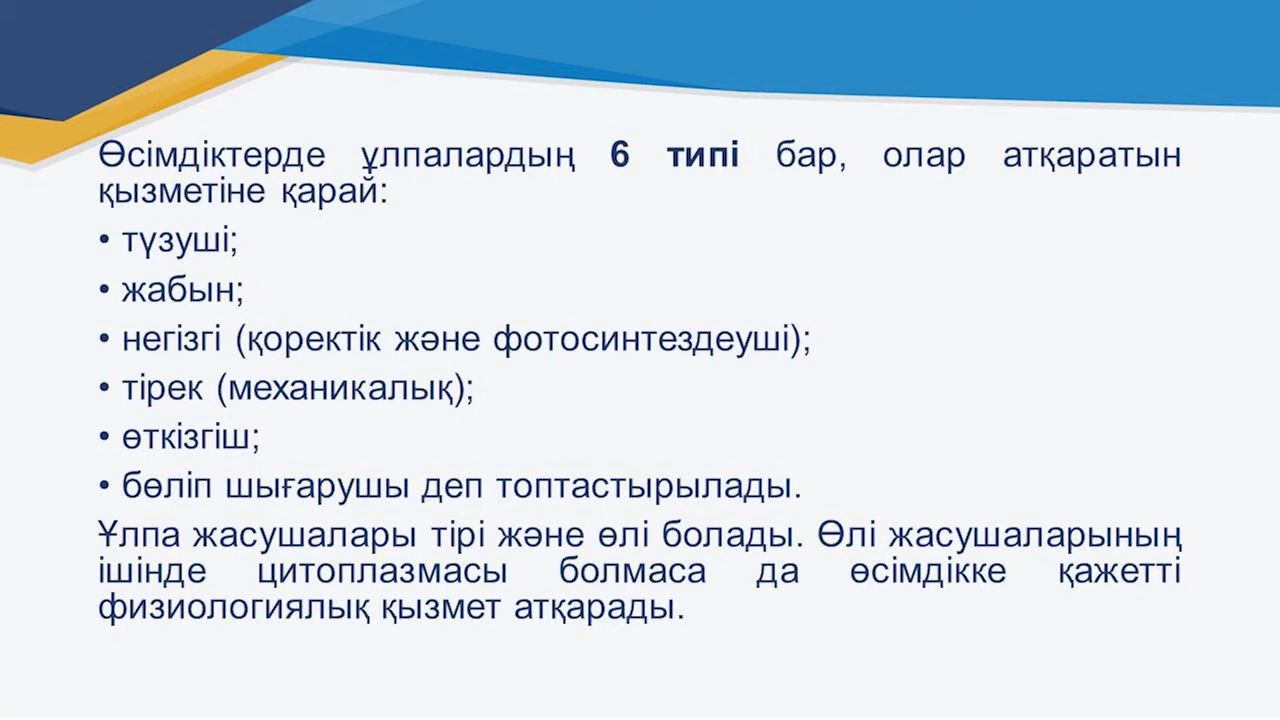 Өсімдіктерде ұлпалардың 6 типі бар, олар атқаратын
қызметіне қарай:
• түзуші;
• жабын;
• негізгі (қоректік және фотосинтездеуші);
• тірек (механикалық);
• өткізгіш;
• бөліп шығарушы деп топтастырылады.
Ұлпа жасушалары тірі және өлі болады. Өлі жасушаларының
ішінде цитоплазмасы болмаса да өсімдікке қажетті
физиологиялық қызмет атқарады.